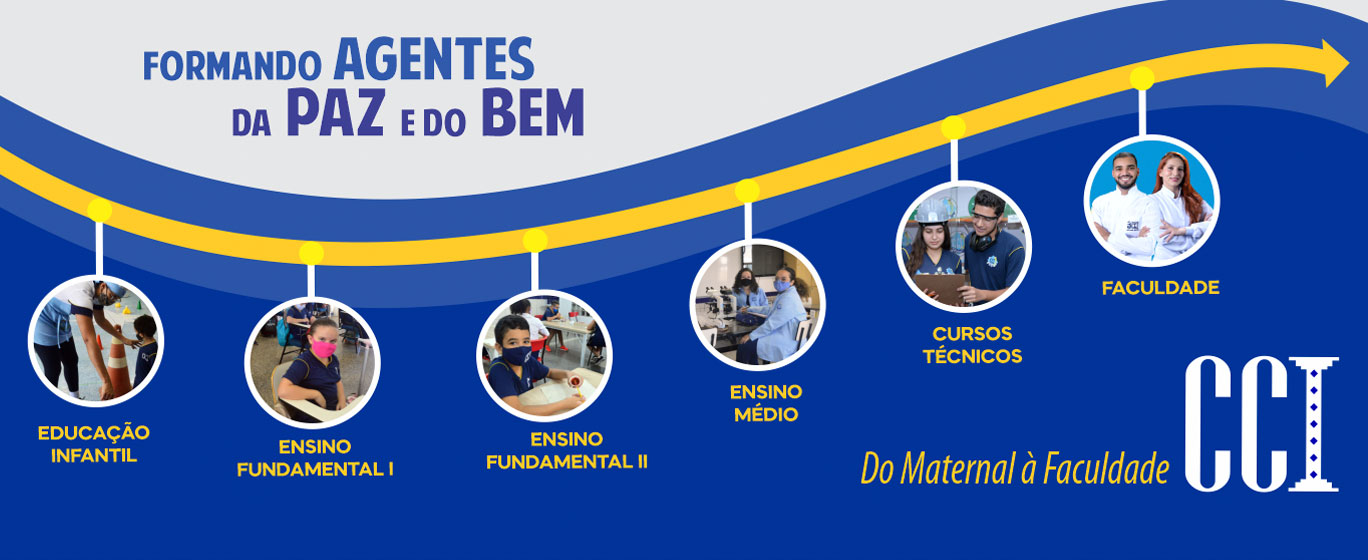 FORMANDO AGENTES
DA PAZ E DO BEM
EDUCAÇÃO
INFANTIL
ENSINO
FUNDAMENTAL I
ENSINO
FUNDAMENTAL II
ENSINO
MÉDIO
CURSOS
TÉCNICOS
FACULDADE
Do Maternal à Faculdade
CCI